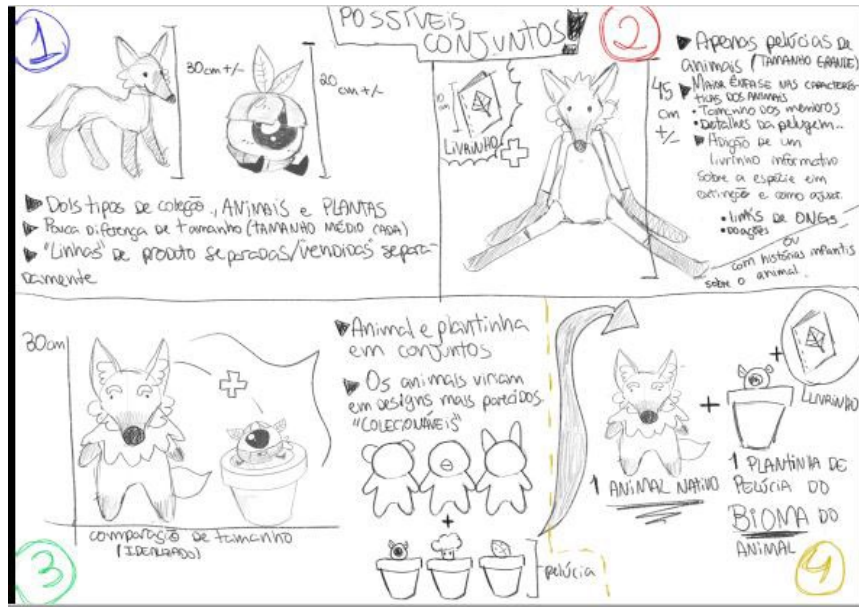 POSSÍVEIS
CONJUNTOS
1
30cm +/-
20
cm +/-
▶ Dois tipos de coleção, ANIMAIS e PLANTAS
▶ Pouca Diferença de tamanho (TAMANHO MÉDIO CADA)
▶ "Linhas" DE PRODUTO SEPARADAS/VENDIDAS separa-
damente
2
10
cm
LIVRINHO
45
cm
+/-
▶ Apenas pelúcias de
animais (TAMANHO GRANDE)
▶ MAIOR ÊNFASE NAS CARACTERÍS-
TICAS DOS ANIMAIS
• Tamanho dos membros
• Detalhes da pelugem..
▶ Adição de um
livrinho informativo
sobre a espécie em
extinção e como ajudar.
• links de ONGs
• Doações
ou
com histórias infantis
sobre o animal.
3
30cm
+
comparação de tamanho
(IDEALIZADO)
▶ Animal e plantinha
em conjuntos
▶ Os animais viriam
em designs mais parecidos.
"COLECIONÁVEIS"
+
pelúcia
4
1 ANIMAL NATIVO
+
+
LIVRINHO
1 PLANTINHA DE
PELÚCIA DO
BIOMA DO
ANIMAL